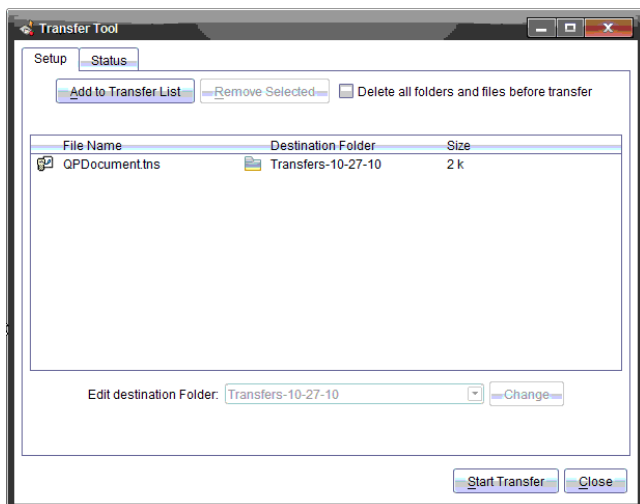 Transfer Tool
Setup Status
Add to Transfer List Remove Selected Delete all folders and files before transfer
File Name Destination Folder Size
QPDocument.tns Transfers-10-27-10 2 k
Edit destination Folder: Transfers-10-27-10 Change
Start Transfer Close